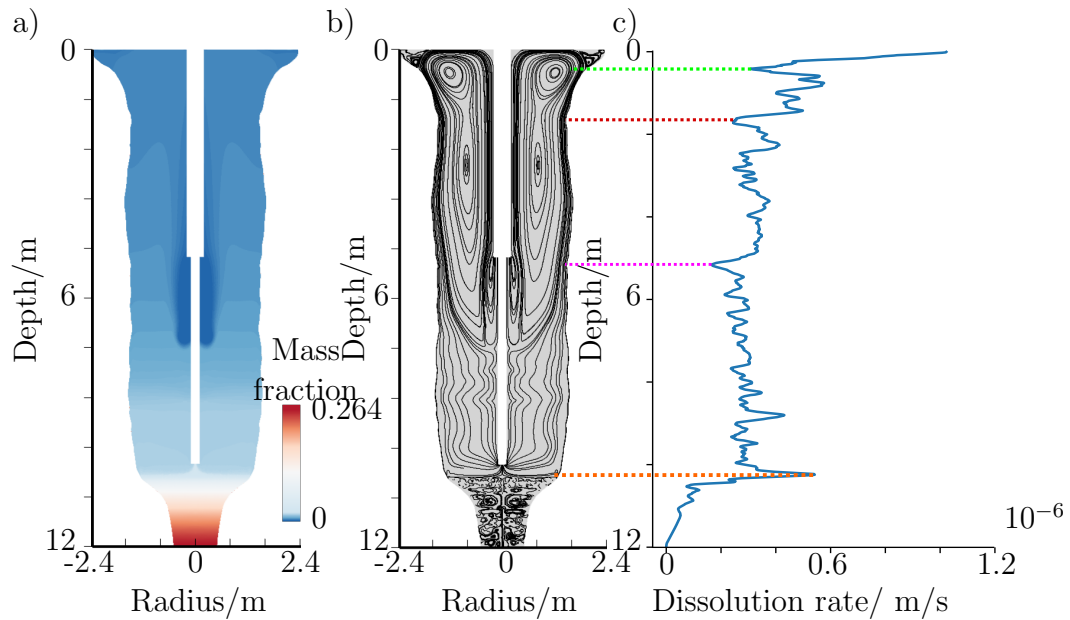 a)
b)
c)
0
6
12
Depth/m
-2.4
0
2.4
Radius/m
Mass
fraction
0.264
0
0
6
12
Depth/m
-2.4
0
2.4
Radius/m
0
6
12
Depth/m
0
0.6
1.2
10⁻⁶
Dissolution rate/ m/s